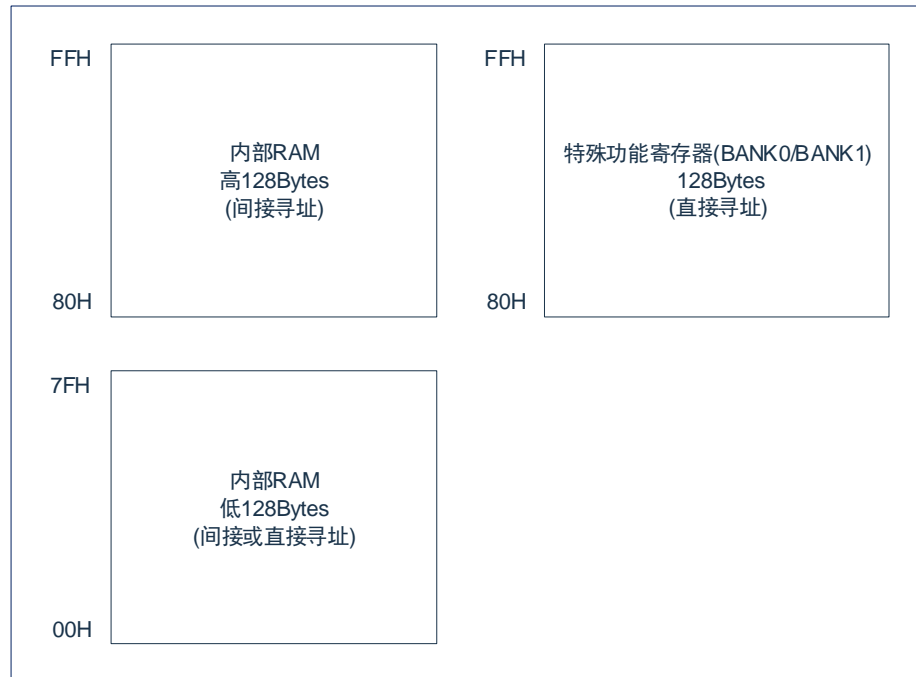 FFH
内部RAM
高128Bytes
(间接寻址)
80H
FFH
特殊功能寄存器(BANK0/BANK1)
128Bytes
(直接寻址)
80H
7FH
内部RAM
低128Bytes
(间接或直接寻址)
00H